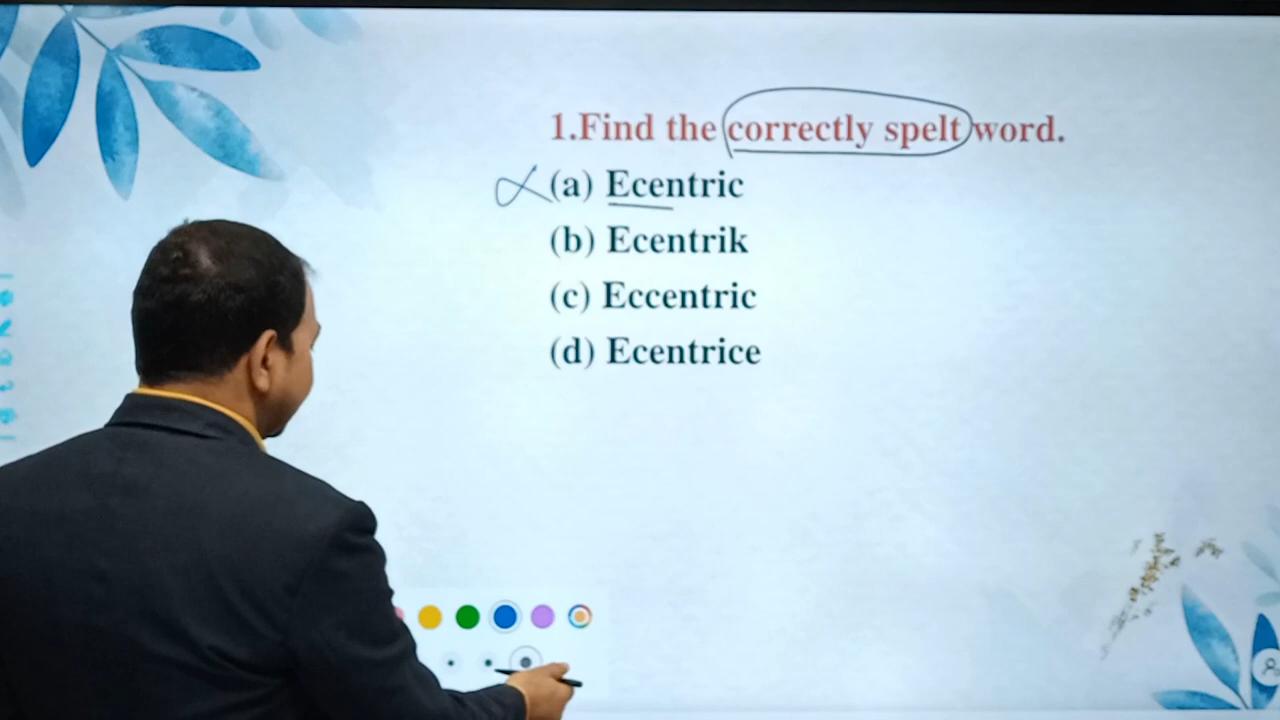 1.Find the correctly spelt word.
(a) Ecentric
(b) Ecentrik
(c) Eccentric
(d) Ecentrice